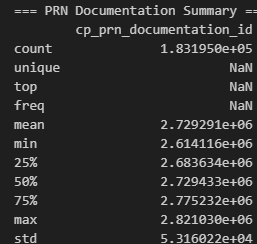 === PRN Documentation Summary ==
cp_prn_documentation_id
count 1.831950e+05
unique NaN
top NaN
freq NaN
mean 2.729291e+06
min 2.614116e+06
25% 2.683634e+06
50% 2.729433e+06
75% 2.775232e+06
max 2.821030e+06
std 5.316022e+04